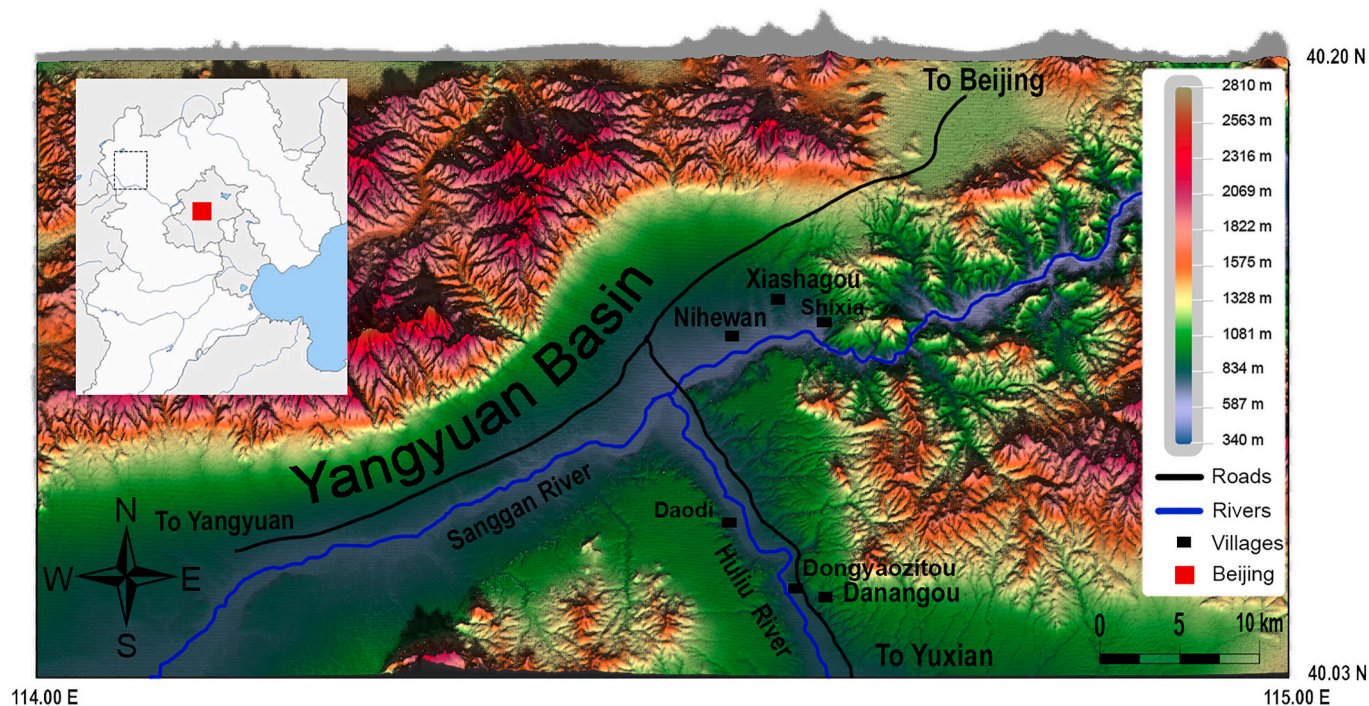 40.20 N
To Beijing
2810 m
2563 m
2316 m
2069 m
1822 m
1575 m
1328 m
1081 m
834 m
587 m
340 m
Roads
Rivers
Villages
Beijing
Xiashagou
Shixia
Nihewan
Yangyuan Basin
Sanggan River
To Yangyuan
N
W
E
S
Daodi
Huliu River
Dongyaozitou
Danangou
To Yuxian
0
5
10 km
40.03 N
114.00 E
115.00 E